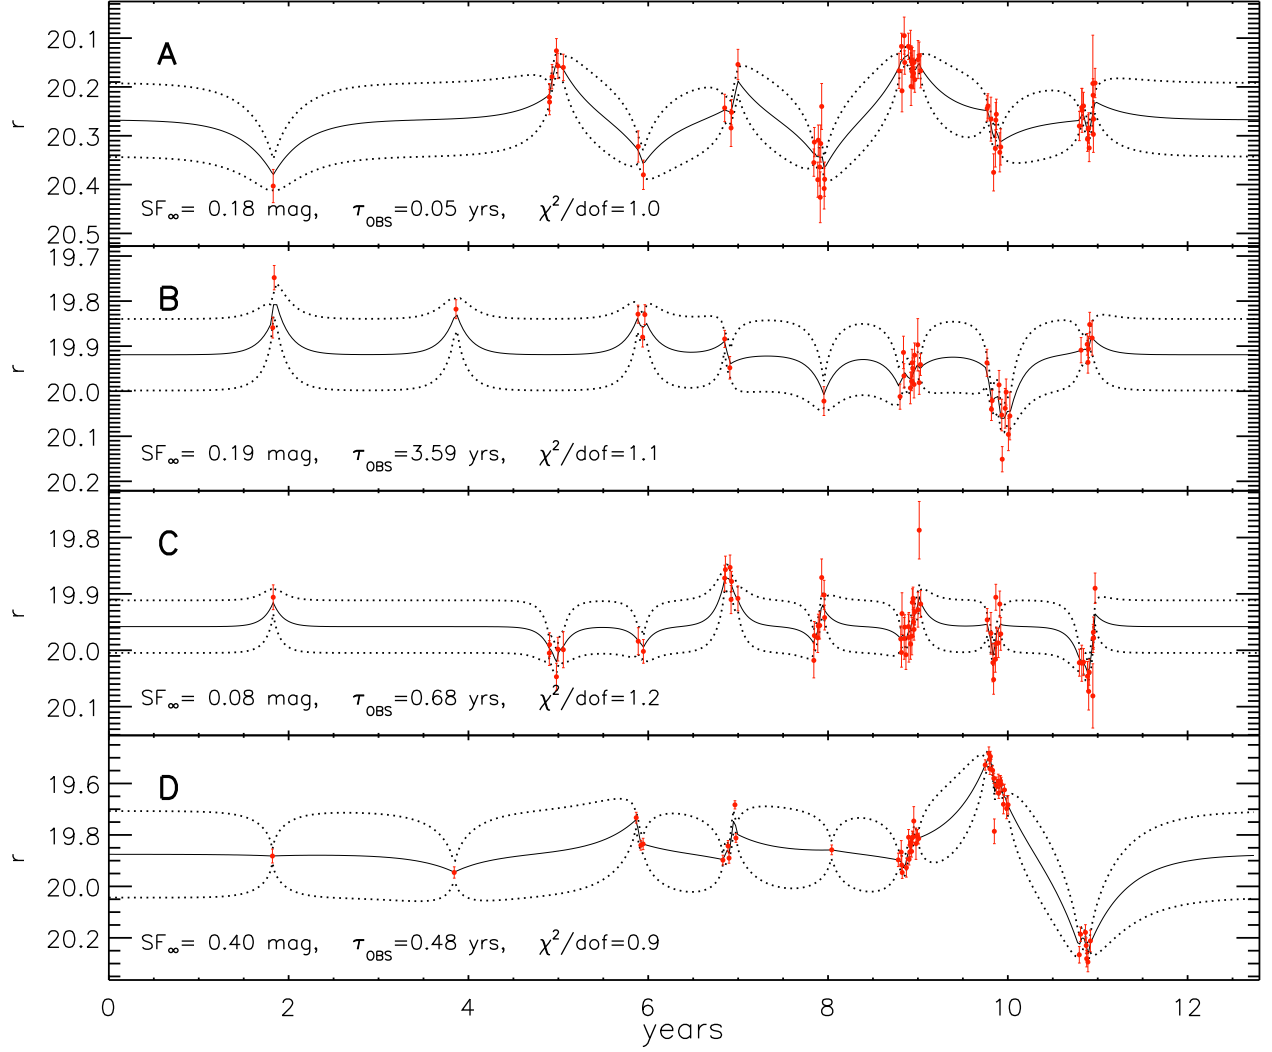 20.1
20.2
20.3
20.4
20.5
r
A
SF∞= 0.18 mag, τOBS=0.05 yrs, χ²/dof=1.0
19.7
19.8
19.9
20.0
20.1
20.2
r
B
SF∞= 0.19 mag, τOBS=3.59 yrs, χ²/dof=1.1
19.8
19.9
20.0
20.1
r
C
SF∞= 0.08 mag, τOBS=0.68 yrs, χ²/dof=1.2
19.6
19.8
20.0
20.2
r
D
SF∞= 0.40 mag, τOBS=0.48 yrs, χ²/dof=0.9
0 2 4 6 8 10 12
years